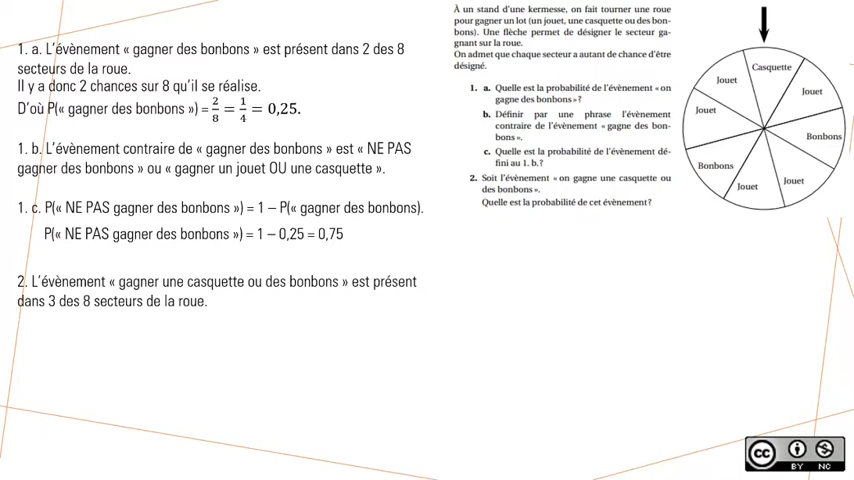 1. a. L'évènement « gagner des bonbons » est présent dans 2 des 8
secteurs de la roue.
Il y a donc 2 chances sur 8 qu'il se réalise.
D'où P(« gagner des bonbons ») = 2/8 = 1/4 = 0,25.
1. b. L'évènement contraire de « gagner des bonbons » est « NE PAS
gagner des bonbons » ou « gagner un jouet OU une casquette ».
1. c. P(« NE PAS gagner des bonbons ») = 1 – P(« gagner des bonbons).
P(« NE PAS gagner des bonbons ») = 1 – 0,25 = 0,75
2. L'évènement « gagner une casquette ou des bonbons » est présent
dans 3 des 8 secteurs de la roue.
À un stand d'une kermesse, on fait tourner une roue
pour gagner un lot (un jouet, une casquette ou des bon-
bons). Une flèche permet de désigner le secteur ga-
gnant sur la roue.
On admet que chaque secteur a autant de chance d'être
désigné.
1. a. Quelle est la probabilité de l'évènement « on
gagne des bonbons » ?
b. Définir par une phrase l'évènement
contraire de l'évènement « gagne des bon-
bons ».
c. Quelle est la probabilité de l'évènement dé-
fini au 1. b. ?
2. Soit l'évènement « on gagne une casquette ou
des bonbons ».
Quelle est la probabilité de cet évènement ?
Casquette
Jouet
Bonbons
Jouet
Jouet
Bonbons
Jouet
Jouet
cc
BY NC